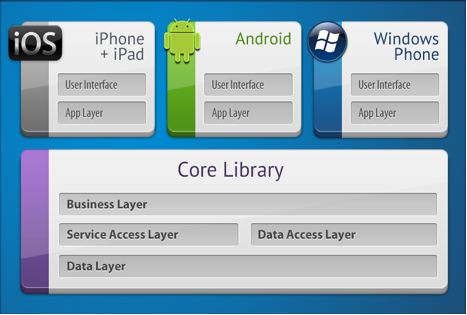 iOS
iPhone
+ iPad
User Interface
App Layer
Android
User Interface
App Layer
Windows
Phone
User Interface
App Layer
Core Library
Business Layer
Service Access Layer
Data Access Layer
Data Layer